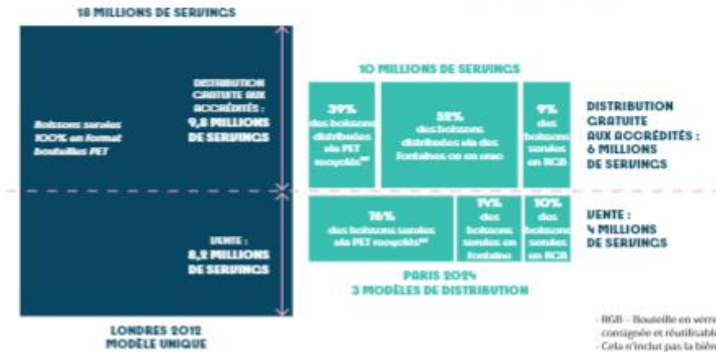 18 MILLIONS DE SERVINGS
Boissons servies
100% en Format
bouteilles PET
DISTRIBUTION
GRATUITE AUX
ACCRÉDITÉS :
9,8 MILLIONS
DE SERVINGS
VENTE :
8,2 MILLIONS
DE SERVINGS
LONDRES 2012
MODÈLE UNIQUE
10 MILLIONS DE SERVINGS
39%
des boissons
distribuées
via PET
recyclés
52%
des boissons
distribuées via des
Fontaines ou en vrac
9%
des
boissons
servies
en RGB
DISTRIBUTION
GRATUITE
AUX ACCRÉDITÉS :
6 MILLIONS
DE SERVINGS
76%
des boissons servies
via PET recyclés
14%
des
boissons
servies en
Fontaine
10%
des
boissons
servies
en RGB
VENTE :
4 MILLIONS
DE SERVINGS
PARIS 2024
3 MODÈLES DE DISTRIBUTION
- RGB – Bouteille en verre
consignée et réutilisable
- Cela n'inclut pas la bière